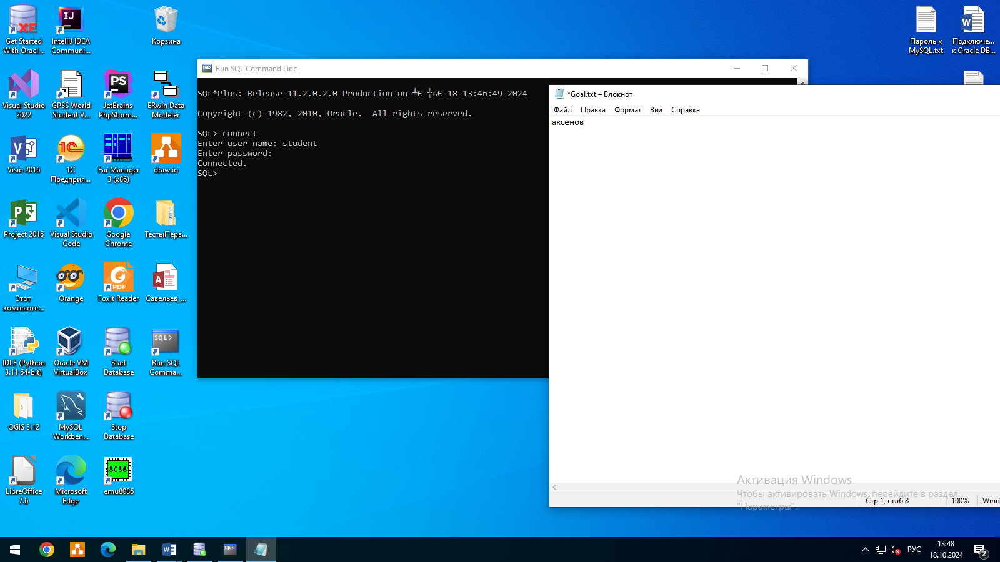 Get Started
With Oracl...
IntelliJ IDEA
Communi...
Корзина
Пароль к
MySQL.txt
Подключе...
к Oracle DB...
Visual Studio
2022
GPSS World
Student V...
JetBrains
PhpStorm...
ERwin Data
Modeler
Visio 2016
1С
Предприя...
Far Manager
3 (x86)
draw.io
Project 2016
Visual Studio
Code
Google
Chrome
ТестыПерв...
Этот
компьюте...
Orange
Foxit Reader
Савельев_...
IDLE (Python
3.11 64-bit)
Oracle VM
VirtualBox
Start
Database
Run SQL
Comma...
QGIS 3.12
MySQL
Workben...
Stop
Database
LibreOffice
7.6
Microsoft
Edge
emu8086
Run SQL Command Line
SQL*Plus: Release 11.2.0.2.0 Production on ╧Є ╬ъЄ 18 13:46:49 2024
Copyright (c) 1982, 2010, Oracle.  All rights reserved.
SQL> connect
Enter user-name: student
Enter password:
Connected.
SQL>
*Goal.txt – Блокнот
Файл Правка Формат Вид Справка
аксенов
Активация Windows
Чтобы активировать Windows, перейдите в раздел
"Параметры".
Стр 1, стлб 8 100% Wind
РУС
13:48
18.10.2024
2